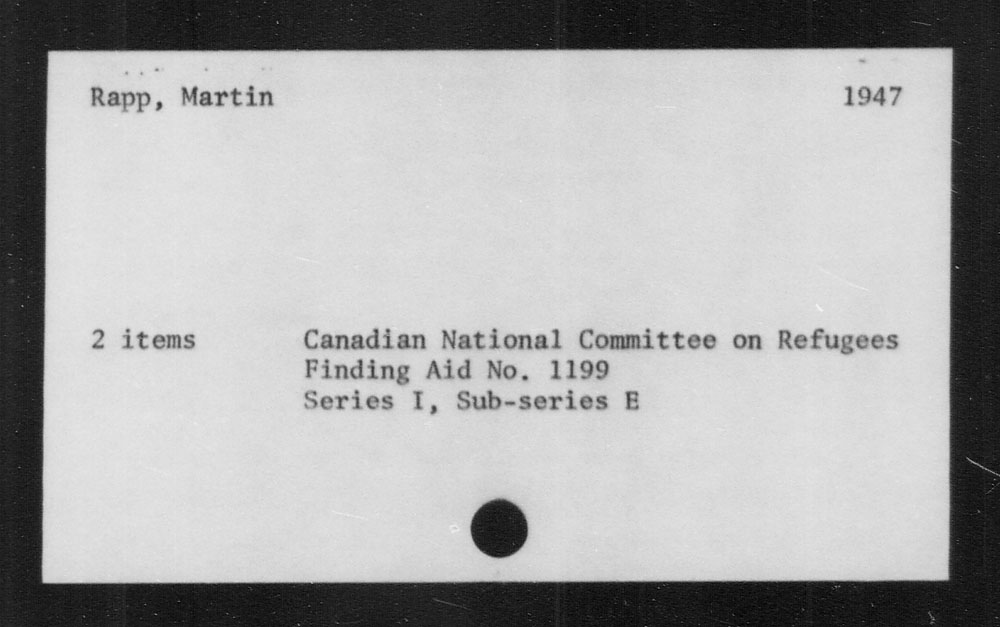 Rapp, Martin 1947
2 items Canadian National Committee on Refugees
Finding Aid No. 1199
Series I, Sub-series E